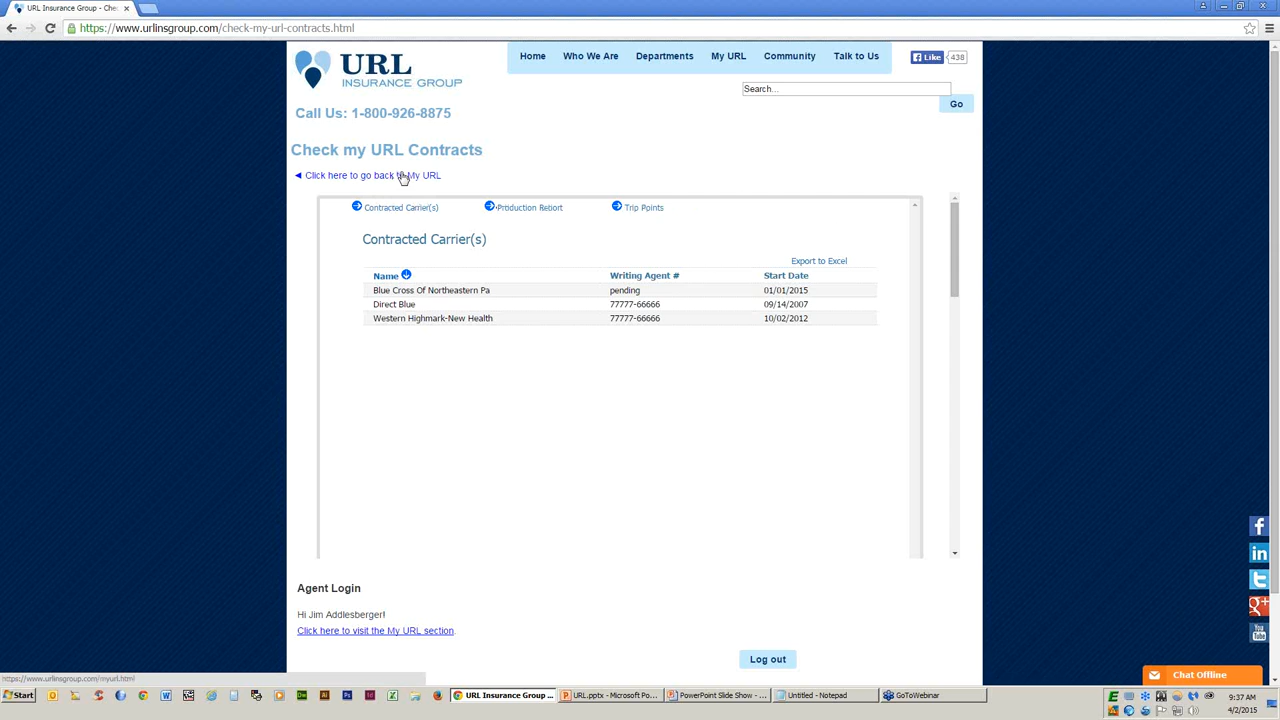 URL Insurance Group - Chec
https://www.urlinsgroup.com/check-my-url-contracts.html
URL
INSURANCE GROUP
Home Who We Are Departments My URL Community Talk to Us
Like 438
Search...
Go
Call Us: 1-800-926-8875
Check my URL Contracts
Click here to go back to My URL
Contracted Carrier(s) Production Report Trip Points
Contracted Carrier(s)
Export to Excel
Name Writing Agent # Start Date
Blue Cross Of Northeastern Pa pending 01/01/2015
Direct Blue 77777-66666 09/14/2007
Western Highmark-New Health 77777-66666 10/02/2012
Agent Login
Hi Jim Addlesberger!
Click here to visit the My URL section.
Log out
You
Tube
Chat Offline
https://www.urlinsgroup.com/myurl.html
Start
URL Insurance Group ...
URL.pptx - Microsoft Po...
PowerPoint Slide Show - ...
Untitled - Notepad
GoToWebinar
9:37 AM
4/2/2015